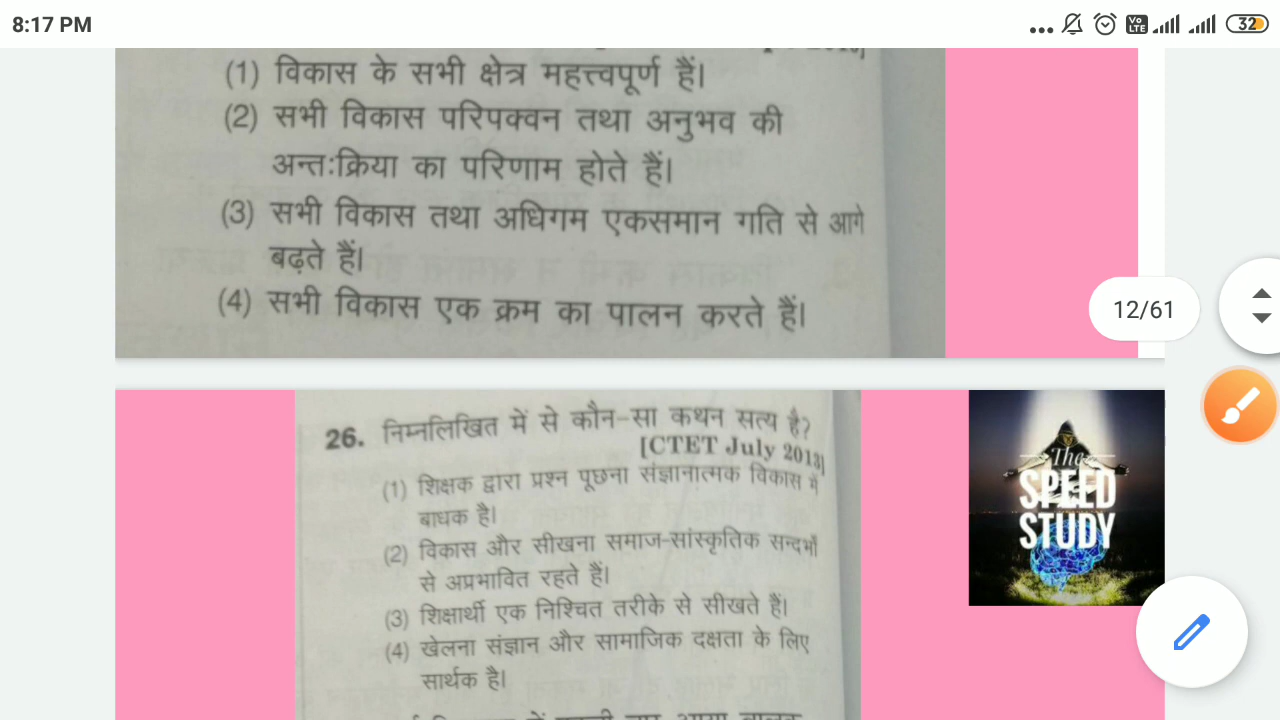 8:17 PM
Vo LTE
32
(1) विकास के सभी क्षेत्र महत्त्वपूर्ण हैं।
(2) सभी विकास परिपक्वन तथा अनुभव की
अन्तःक्रिया का परिणाम होते हैं।
(3) सभी विकास तथा अधिगम एकसमान गति से आगे
बढ़ते हैं।
(4) सभी विकास एक क्रम का पालन करते हैं।
12/61
26. निम्नलिखित में से कौन-सा कथन सत्य है?
[CTET July 2013]
(1) शिक्षक द्वारा प्रश्न पूछना संज्ञानात्मक विकास में
बाधक है।
(2) विकास और सीखना समाज-सांस्कृतिक सन्दर्भों
से अप्रभावित रहते हैं।
(3) शिक्षार्थी एक निश्चित तरीके से सीखते हैं।
(4) खेलना संज्ञान और सामाजिक दक्षता के लिए
सार्थक है।
The
SPEED
STUDY